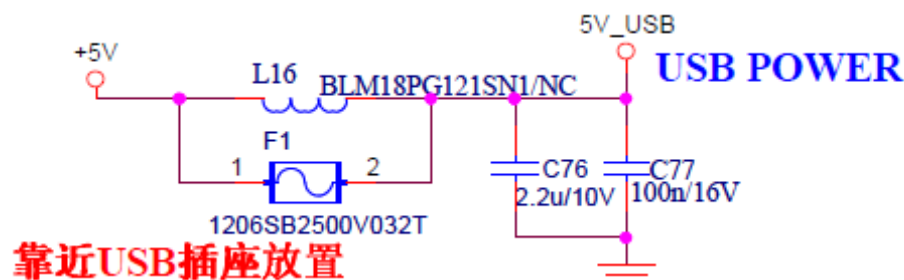 5V_USB
+5V
USB POWER
L16
BLM18PG121SN1/NC
F1
1
2
C76
C77
2.2u/10V
100n/16V
1206SB2500V032T
靠近USB插座放置